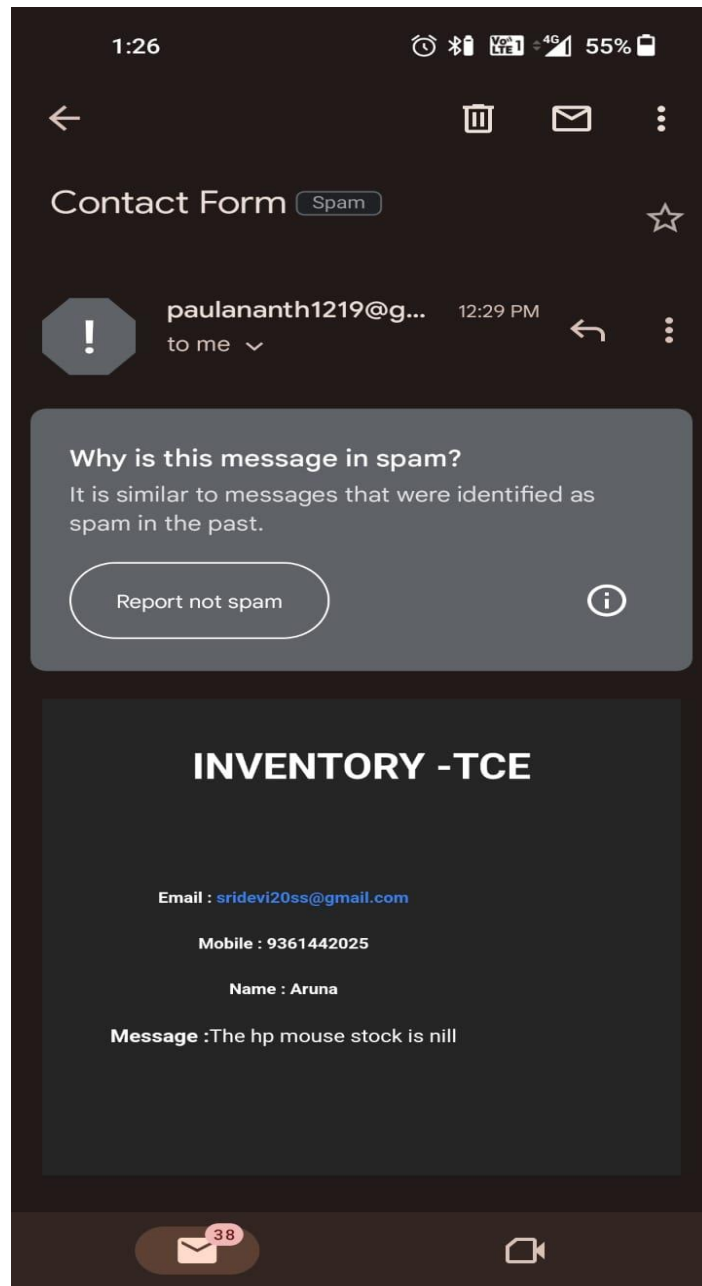 1:26 VoLTE1 4G 55%
Contact Form Spam
paulananth1219@g... 12:29 PM
to me
Why is this message in spam?
It is similar to messages that were identified as
spam in the past.
Report not spam
INVENTORY -TCE
Email : sridevi20ss@gmail.com
Mobile : 9361442025
Name : Aruna
Message :The hp mouse stock is nill
38